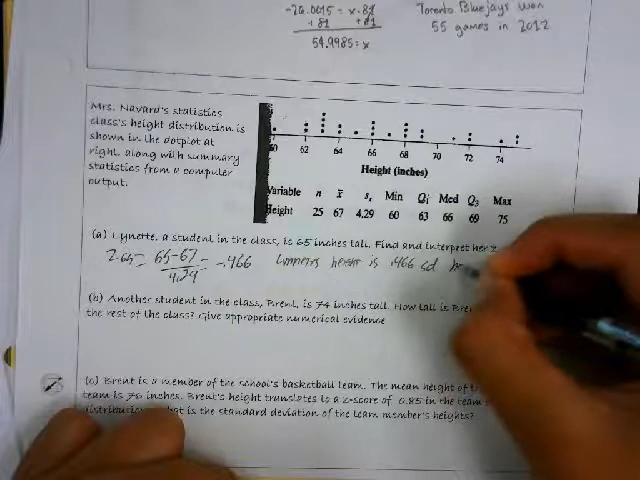 -26.0015 = x-81
+81 +81
54.9985 = x
Toronto Bluejays won
55 games in 2012
Mrs. Navard's statistics
class's height distribution is
shown in the dotplot at
right, along with summary
statistics from a computer
output.
60 62 64 66 68 70 72 74
Height (inches)
Variable n x̄ sₓ Min Q₁ Med Q₃ Max
Height 25 67 4.29 60 63 66 69 75
(a) Lynette, a student in the class, is 65 inches tall. Find and interpret her z
65-67
4.29
= -.466
Lynette's height is .466 sd
(b) Another student in the class, Brent, is 74 inches tall. How tall is Bre
the rest of the class? Give appropriate numerical evidence
(c) Brent is a member of the school's basketball team. The mean height of t
team is 76 inches. Brent's height translates to a z-score of 0.85 in the team
distribution. What is the standard deviation of the team member's heights?